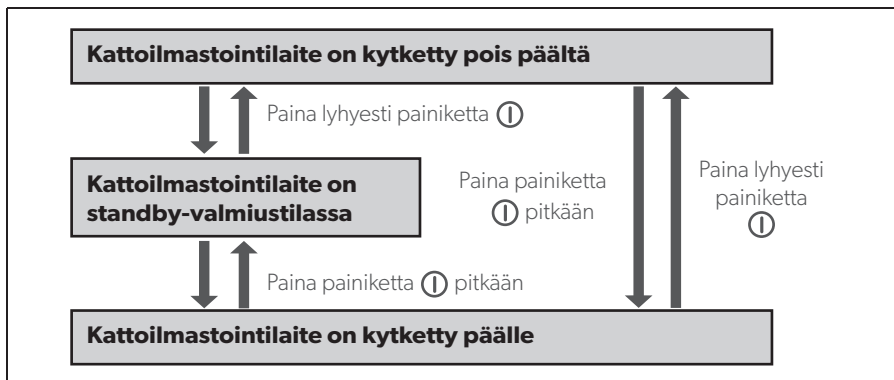 Kattoilmastointilaite on kytketty pois päältä
Paina lyhyesti painiketta
Kattoilmastointilaite on
standby-valmiustilassa
Paina painiketta
pitkään
Paina lyhyesti
painiketta
Paina painiketta pitkään
Kattoilmastointilaite on kytketty päälle